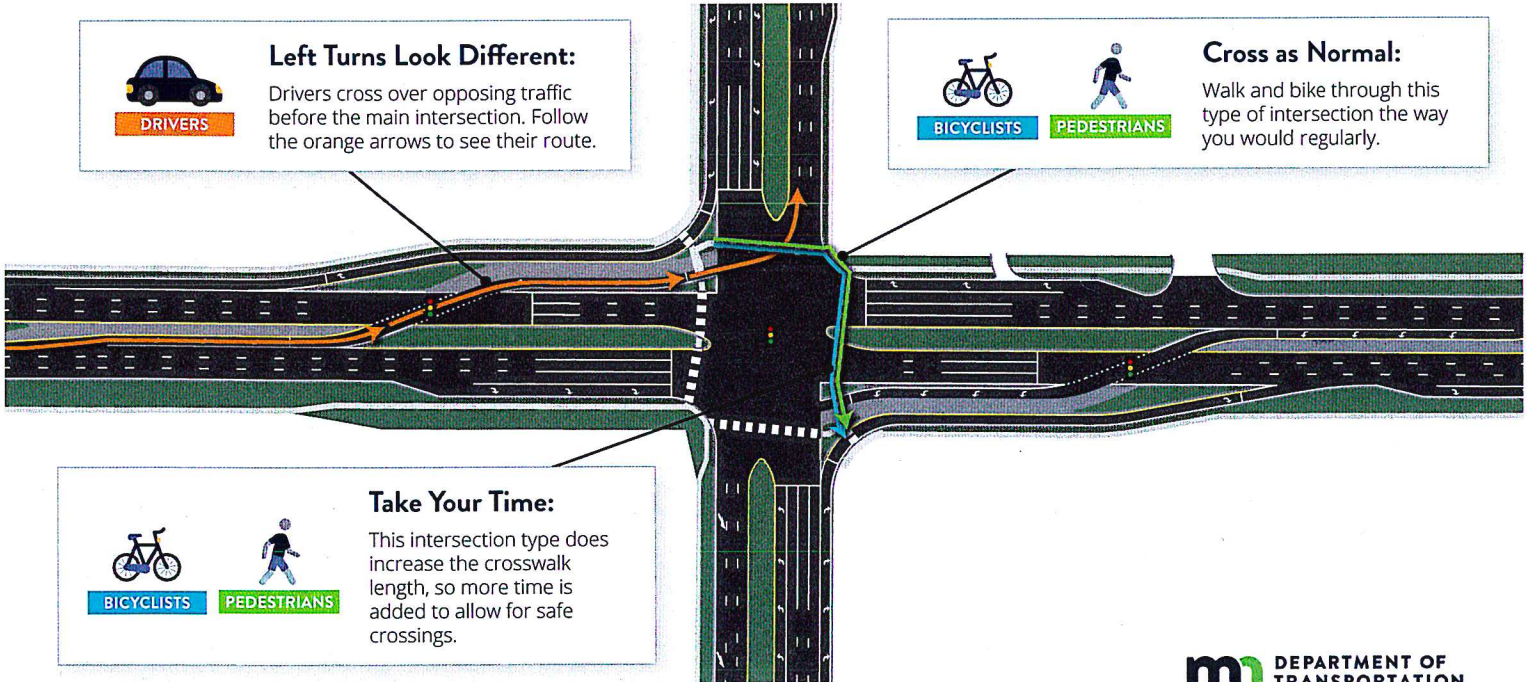 Left Turns Look Different:
Drivers cross over opposing traffic
before the main intersection. Follow
the orange arrows to see their route.
DRIVERS
Cross as Normal:
Walk and bike through this
type of intersection the way
you would regularly.
BICYCLISTS
PEDESTRIANS
Take Your Time:
This intersection type does
increase the crosswalk
length, so more time is
added to allow for safe
crossings.
BICYCLISTS
PEDESTRIANS
mn
DEPARTMENT OF
TRANSPORTATION